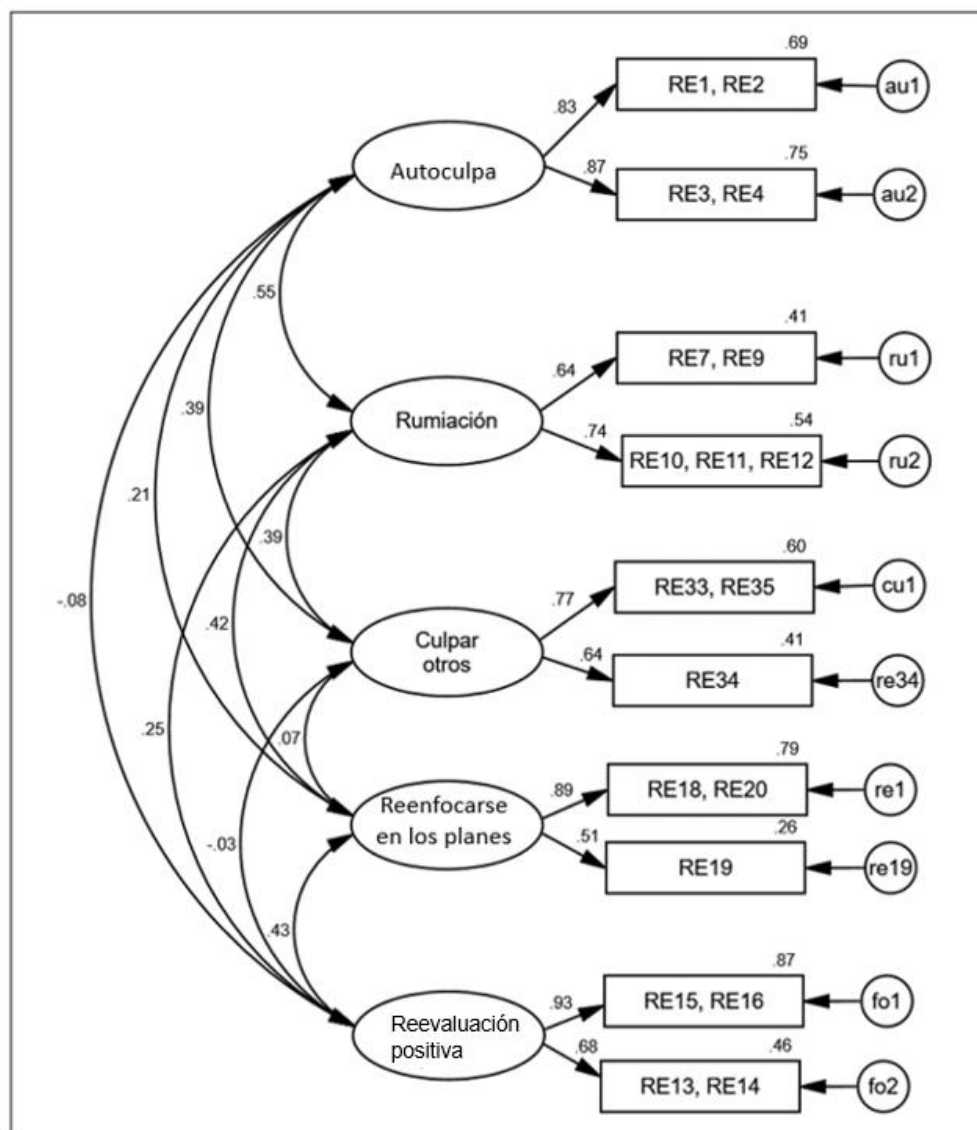 .69
RE1, RE2
au1
.83
Autoculpa
.87
.75
RE3, RE4
au2
.55
.41
RE7, RE9
ru1
.64
.39
Rumiación
.74
.54
RE10, RE11, RE12
ru2
.21
.39
.60
RE33, RE35
cu1
.77
-.08
.42
Culpar
otros
.64
.41
RE34
re34
.25
.07
.79
RE18, RE20
re1
.89
Reenfocarse
en los planes
-.03
.51
.26
RE19
re19
.43
.87
RE15, RE16
fo1
.93
Reevaluación
positiva
.68
.46
RE13, RE14
fo2